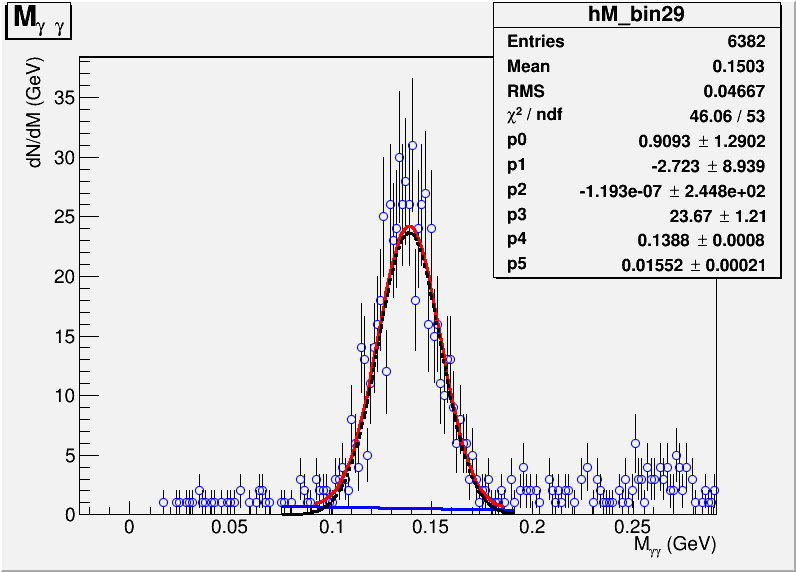 Mγ γ
hM_bin29
Entries 6382
Mean 0.1503
RMS 0.04667
χ² / ndf 46.06 / 53
p0 0.9093 ± 1.2902
p1 -2.723 ± 8.939
p2 -1.193e-07 ± 2.448e+02
p3 23.67 ± 1.21
p4 0.1388 ± 0.0008
p5 0.01552 ± 0.00021
dN/dM (GeV)
35
30
25
20
15
10
5
0
0 0.05 0.1 0.15 0.2 0.25
Mγγ (GeV)